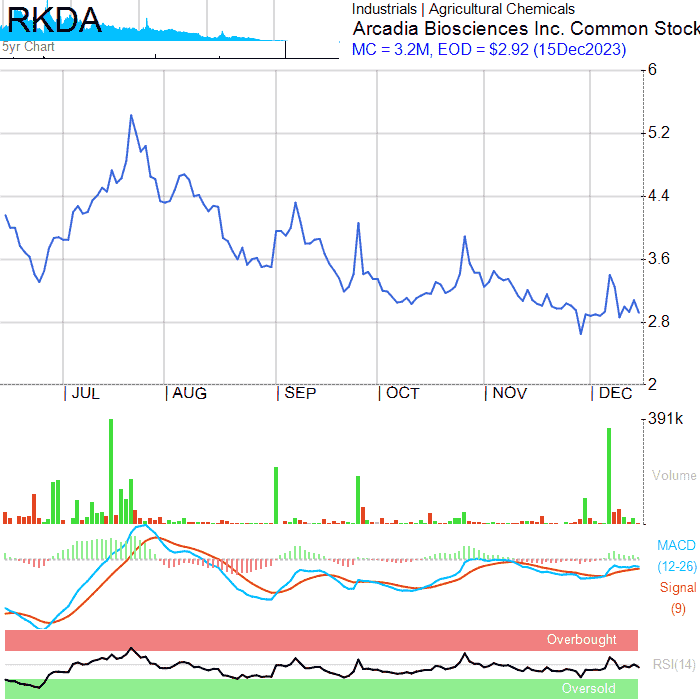 RKDA
5yr Chart
Industrials | Agricultural Chemicals
Arcadia Biosciences Inc. Common Stock
MC = 3.2M, EOD = $2.92 (15Dec2023)
6
5.2
4.4
3.6
2.8
2
JUL AUG SEP OCT NOV DEC
391k
Volume
MACD
(12-26)
Signal
(9)
Overbought
RSI(14)
Oversold